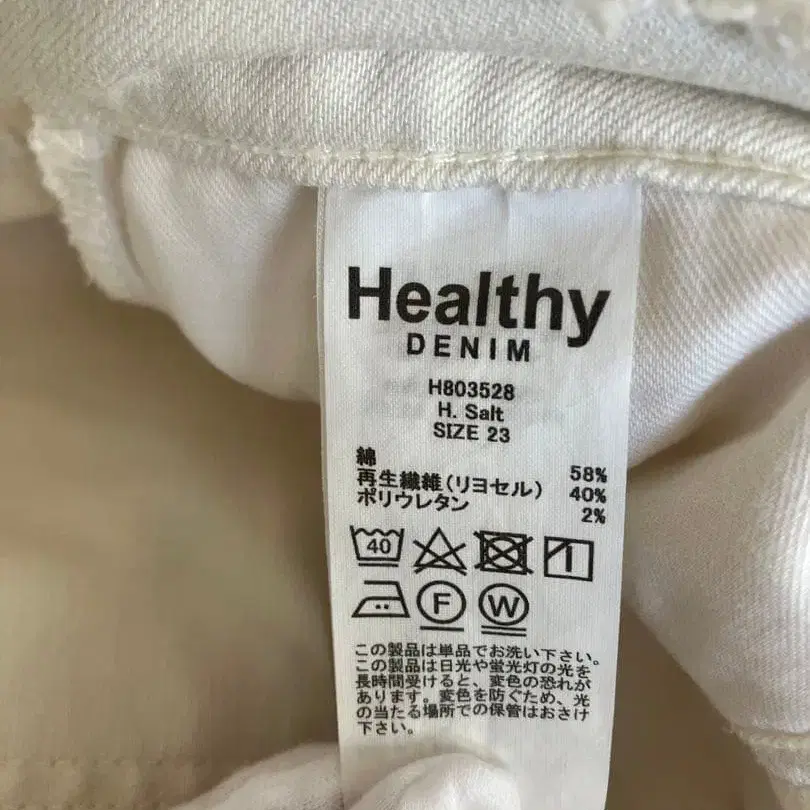 Healthy
DENIM
H803528
H. Salt
SIZE 23
綿 58%
再生繊維(リヨセル) 40%
ポリウレタン 2%
40
F W
この製品は単品でお洗い下さい。
この製品は日光や蛍光灯の光を
長時間受けると、変色の恐れが
あります。変色を防ぐため、光
の当たる場所での保管はおさけ
下さい。